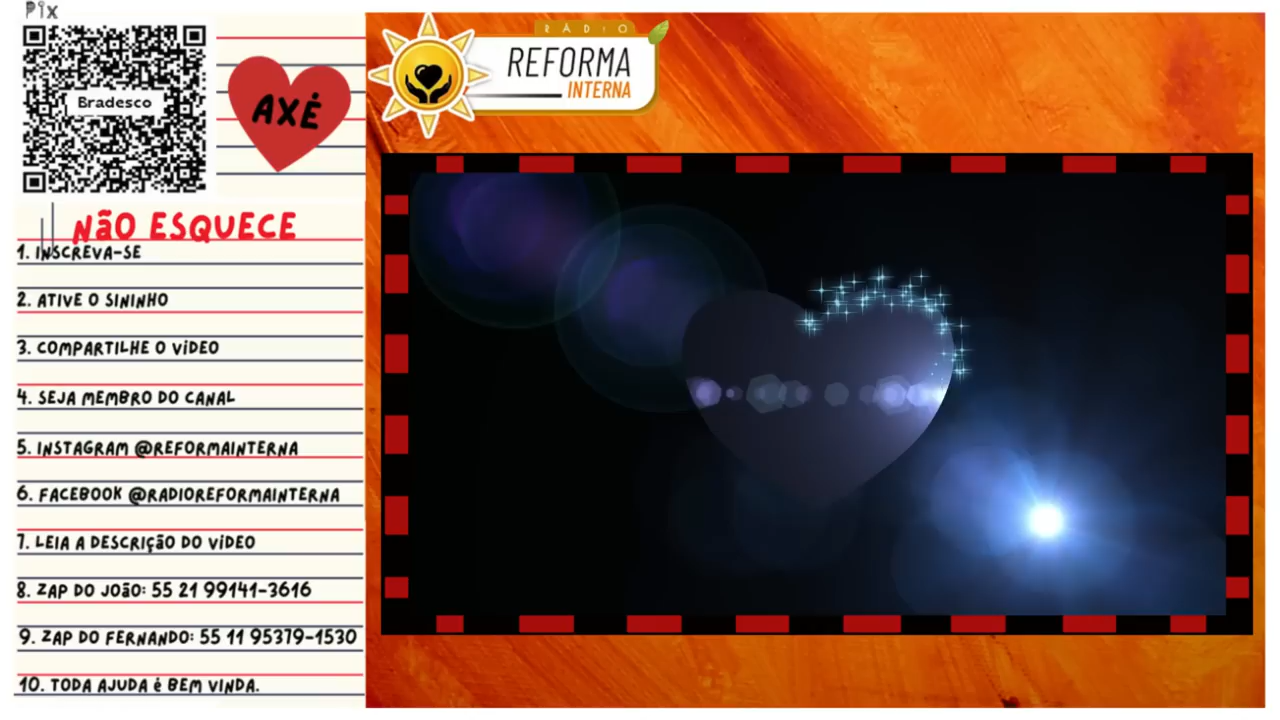 Pix
Bradesco
AXÉ
NÃO ESQUECE
1. INSCREVA-SE
2. ATIVE O SININHO
3. COMPARTILHE O VÍDEO
4. SEJA MEMBRO DO CANAL
5. INSTAGRAM @REFORMAINTERNA
6. FACEBOOK @RADIOREFORMAINTERNA
7. LEIA A DESCRIÇÃO DO VÍDEO
8. ZAP DO JOÃO: 55 21 99141-3616
9. ZAP DO FERNANDO: 55 11 95379-1530
10. TODA AJUDA É BEM VINDA.
RÁDIO
REFORMA
INTERNA